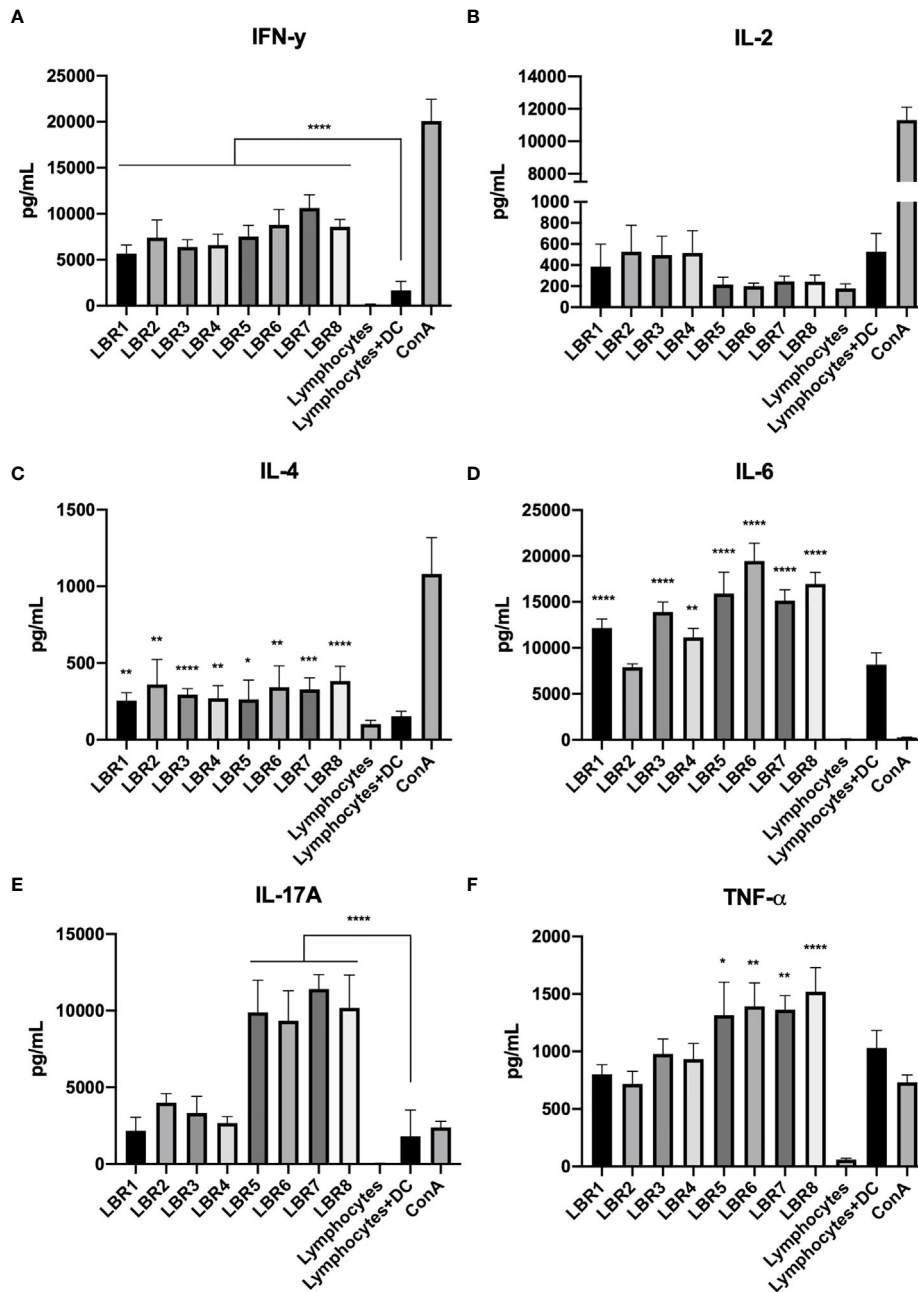 A
IFN-y
pg/mL
25000
20000
15000
10000
5000
0
****
LBR1
LBR2
LBR3
LBR4
LBR5
LBR6
LBR7
LBR8
Lymphocytes
Lymphocytes+DC
ConA
B
IL-2
pg/mL
14000
12000
10000
8000
1000
800
600
400
200
0
LBR1
LBR2
LBR3
LBR4
LBR5
LBR6
LBR7
LBR8
Lymphocytes
Lymphocytes+DC
ConA
C
IL-4
pg/mL
1500
1000
500
0
**
**
****
**
*
**
***
****
LBR1
LBR2
LBR3
LBR4
LBR5
LBR6
LBR7
LBR8
Lymphocytes
Lymphocytes+DC
ConA
D
IL-6
pg/mL
25000
20000
15000
10000
5000
0
****
****
**
****
****
****
****
LBR1
LBR2
LBR3
LBR4
LBR5
LBR6
LBR7
LBR8
Lymphocytes
Lymphocytes+DC
ConA
E
IL-17A
pg/mL
15000
10000
5000
0
****
LBR1
LBR2
LBR3
LBR4
LBR5
LBR6
LBR7
LBR8
Lymphocytes
Lymphocytes+DC
ConA
F
TNF-α
pg/mL
2000
1500
1000
500
0
*
**
**
****
LBR1
LBR2
LBR3
LBR4
LBR5
LBR6
LBR7
LBR8
Lymphocytes
Lymphocytes+DC
ConA